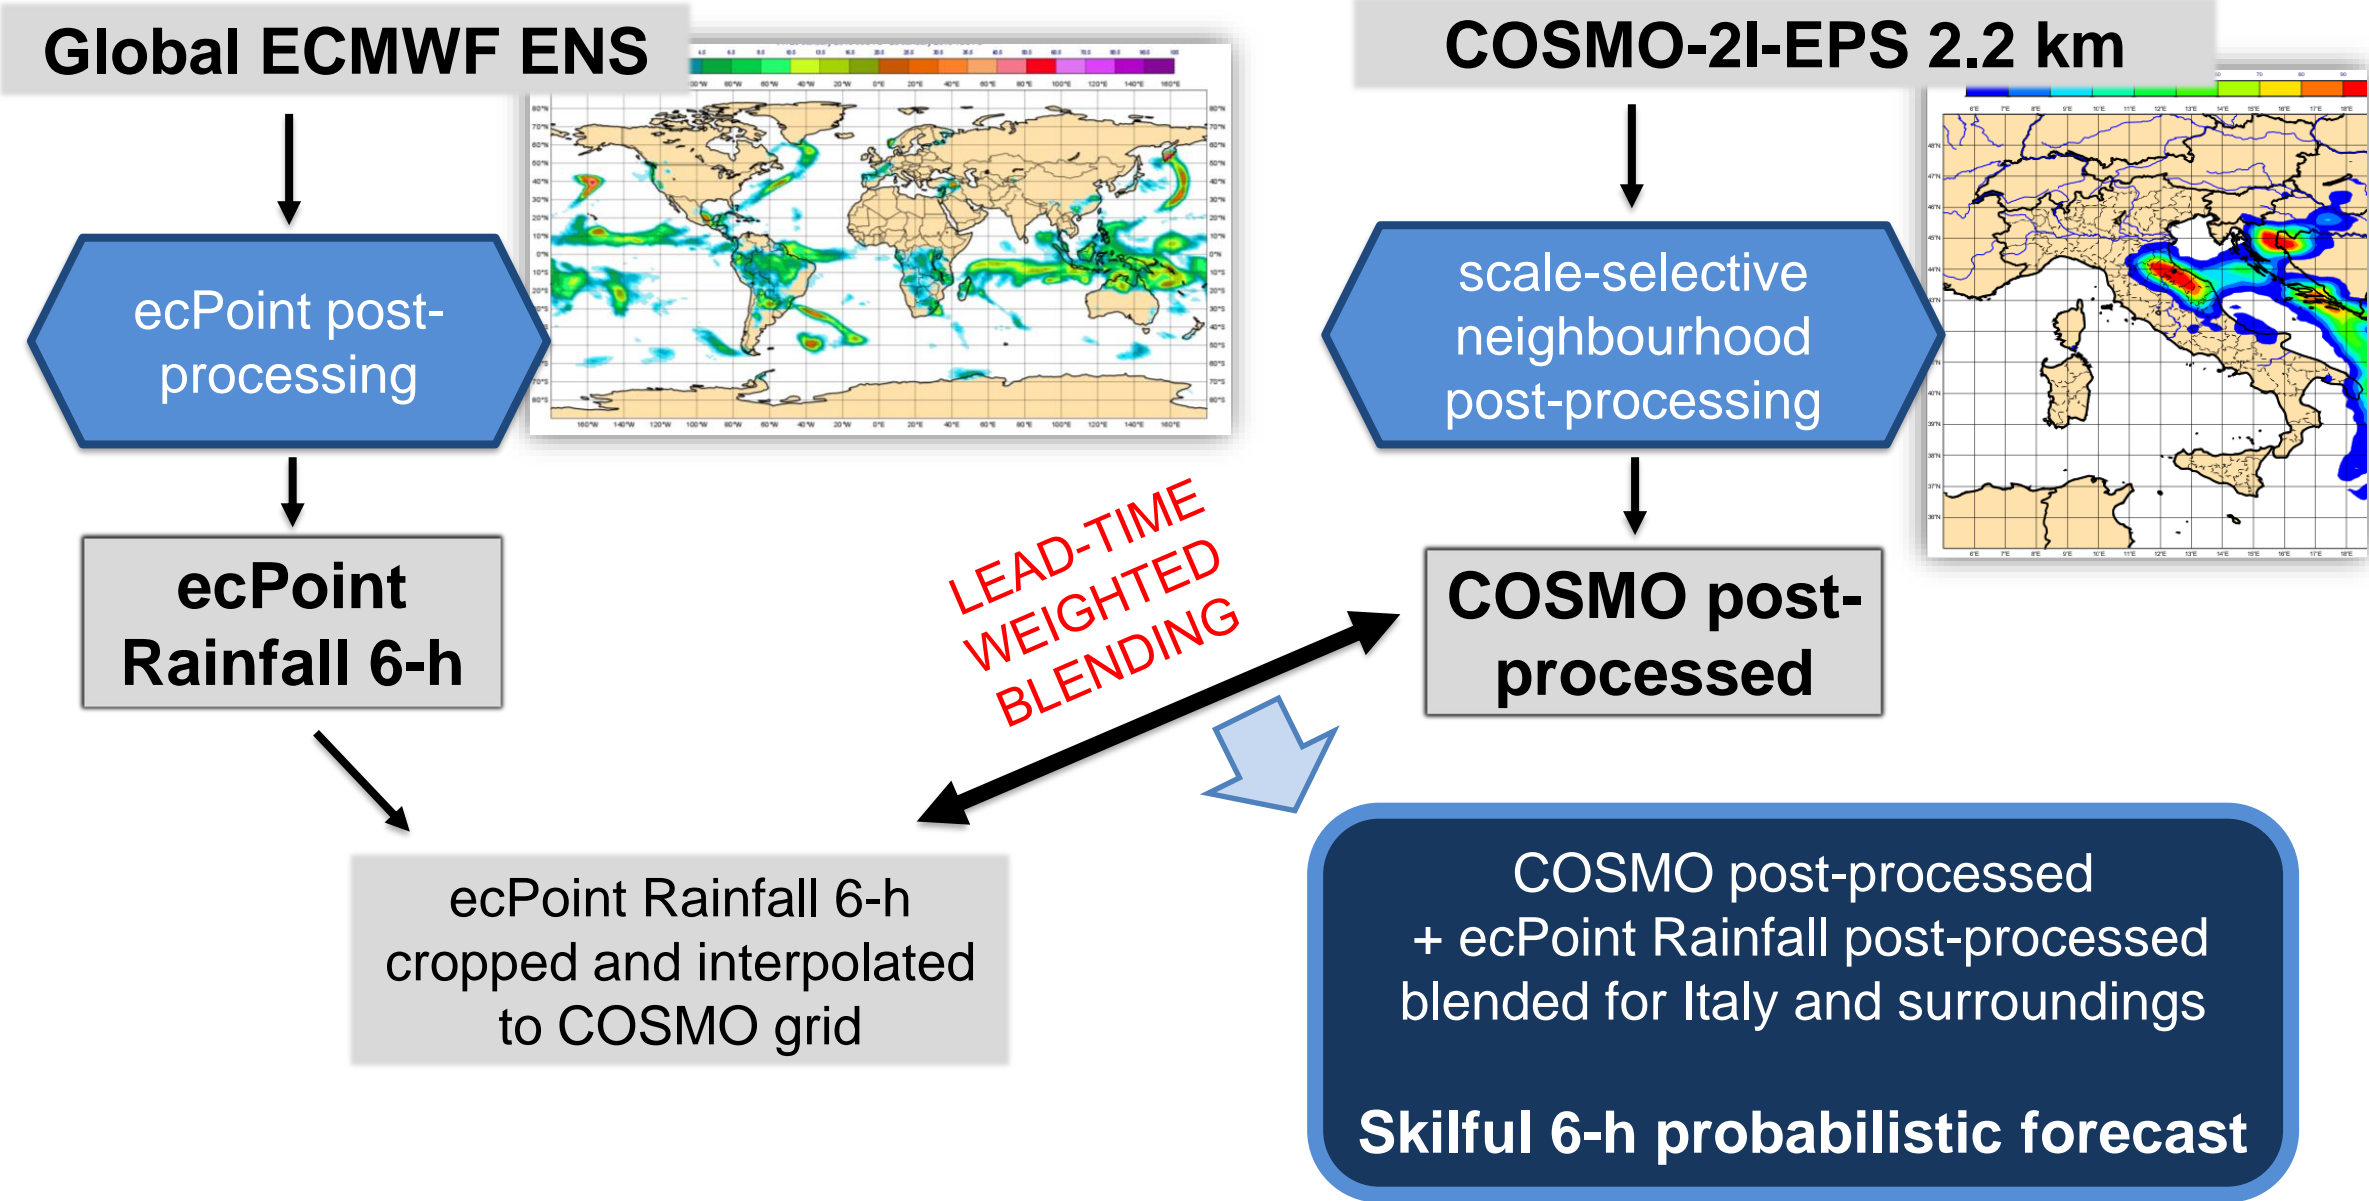 Global ECMWF ENS
COSMO-2I-EPS 2.2 km
ecPoint post-
processing
scale-selective
neighbourhood
post-processing
ecPoint
Rainfall 6-h
LEAD-TIME
WEIGHTED
BLENDING
COSMO post-
processed
ecPoint Rainfall 6-h
cropped and interpolated
to COSMO grid
COSMO post-processed
+ ecPoint Rainfall post-processed
blended for Italy and surroundings
Skilful 6-h probabilistic forecast